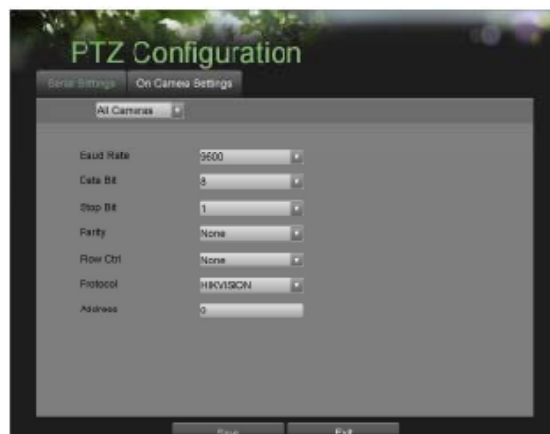 PTZ Configuration
Serial Settings On Camera Settings
All Cameras
Baud Rate 9600
Data Bit 8
Stop Bit 1
Parity None
Flow Ctrl None
Protocol HIKVISION
Address 0
Save Exit